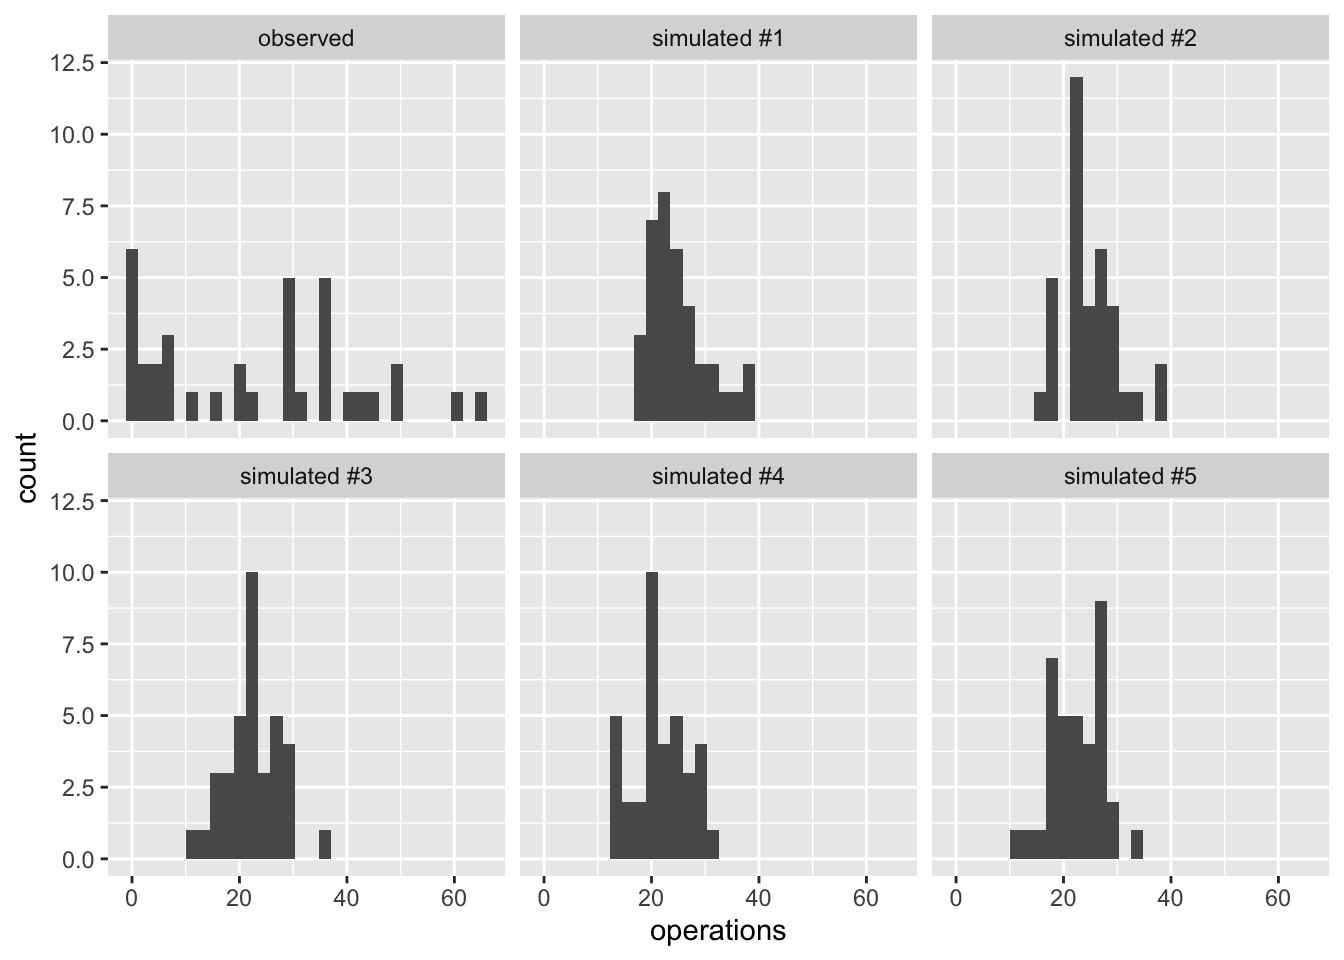 observed
simulated #1
simulated #2
12.5
10.0
7.5
5.0
2.5
0.0
count
simulated #3
simulated #4
simulated #5
12.5
10.0
7.5
5.0
2.5
0.0
0 20 40 60
0 20 40 60
0 20 40 60
operations